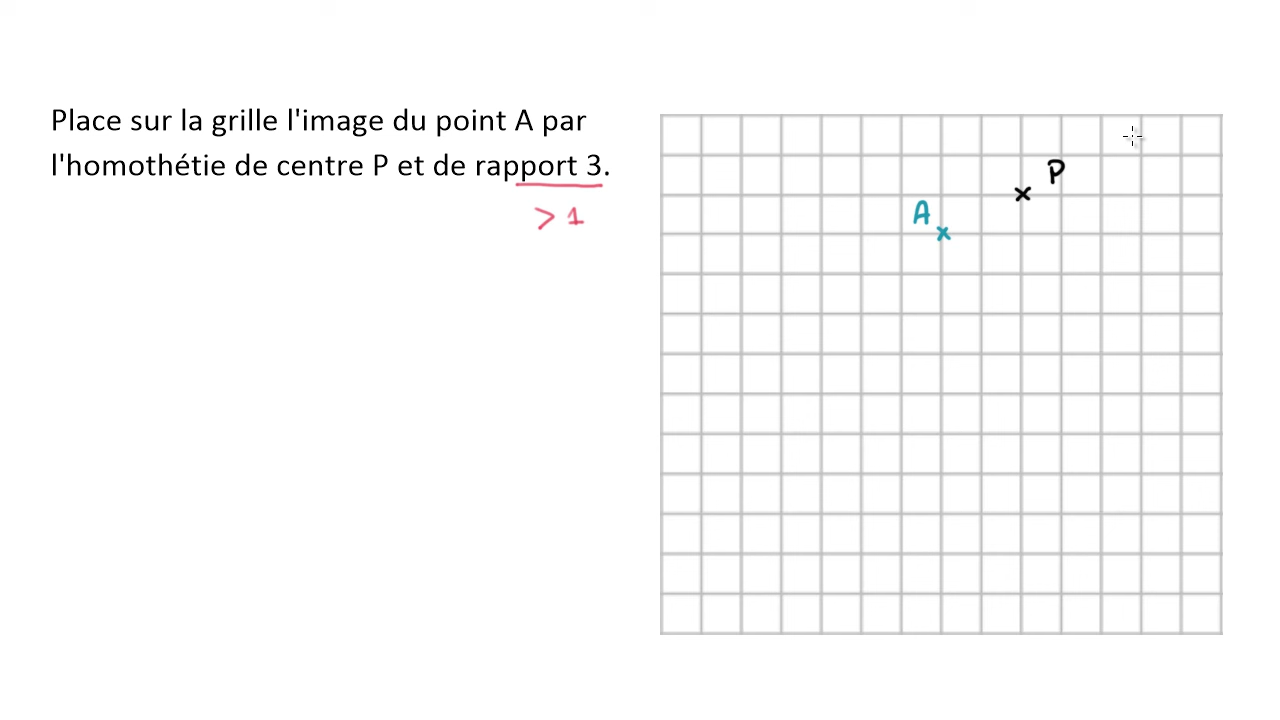 Place sur la grille l'image du point A par
l'homothétie de centre P et de rapport 3.
> 1
P
A